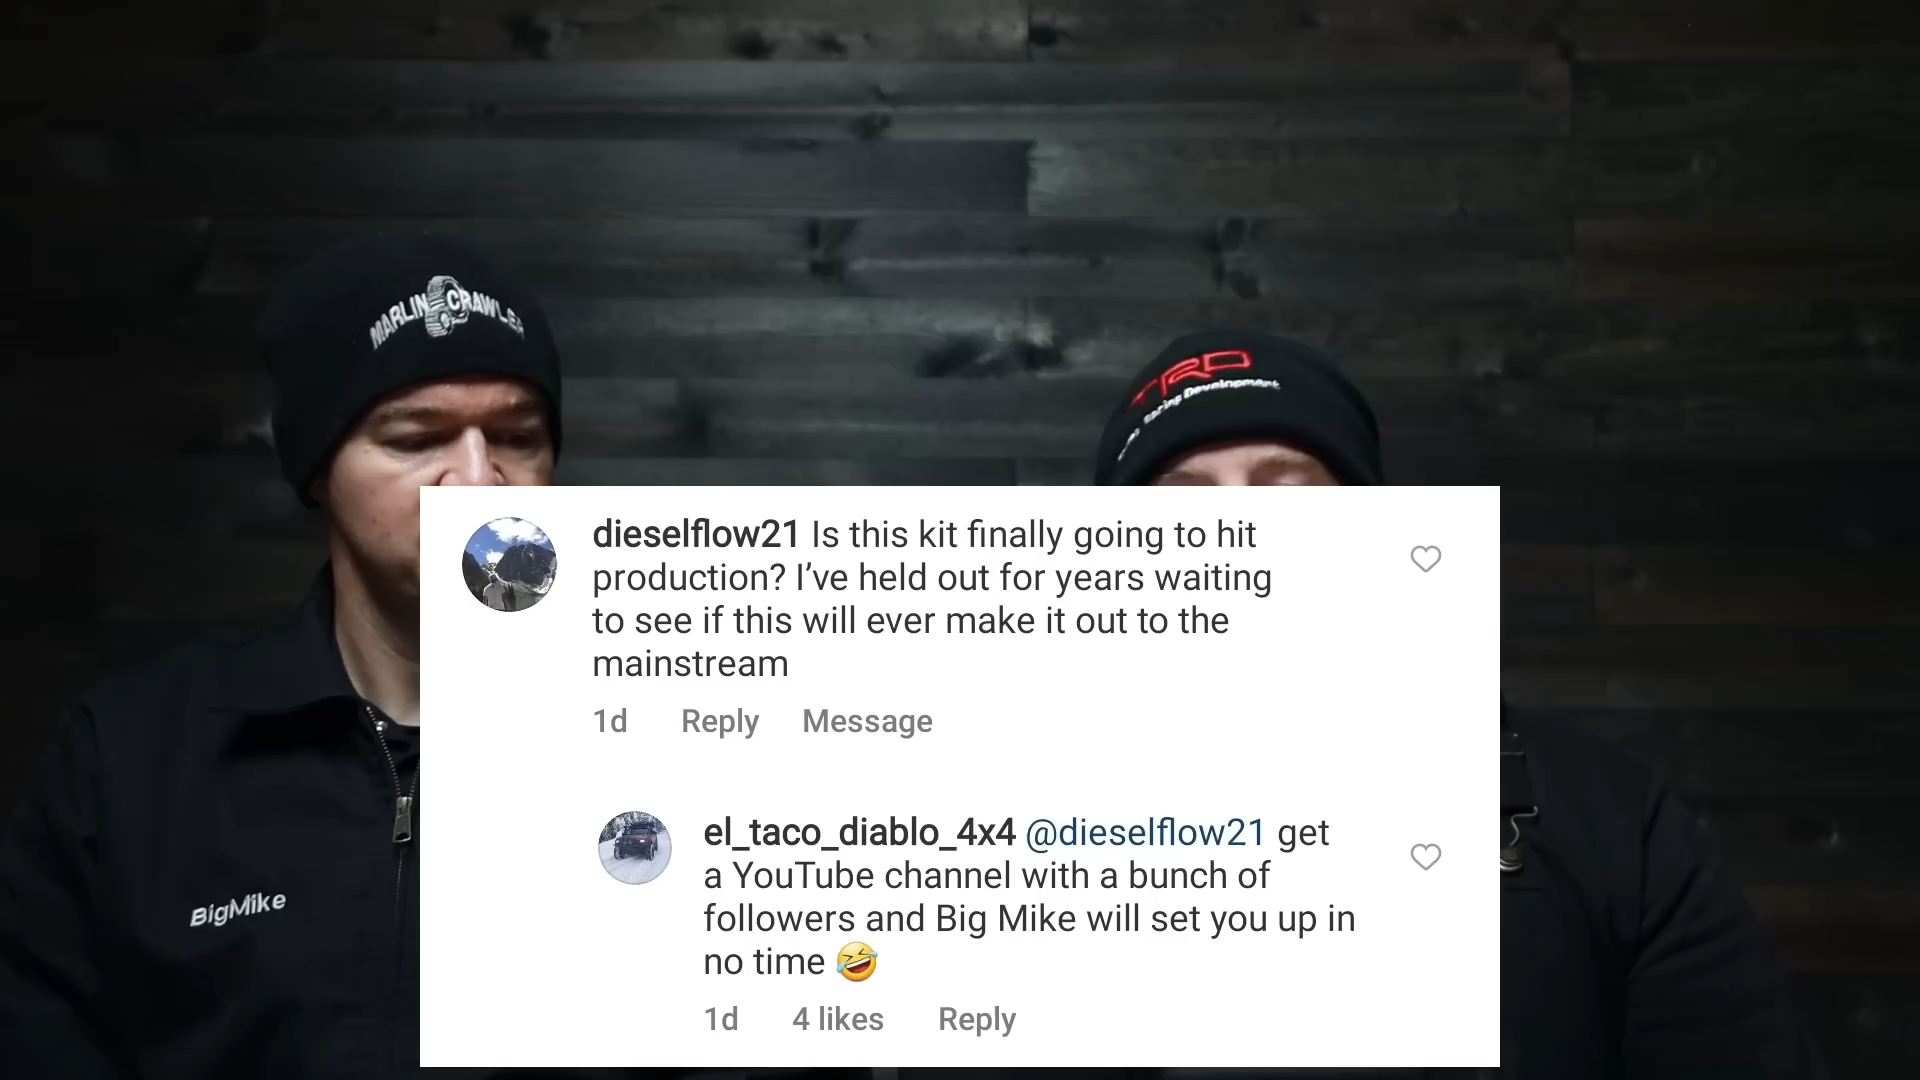 MARLIN CRAWLER
TRD
Racing Development
dieselflow21 Is this kit finally going to hit
production? I’ve held out for years waiting
to see if this will ever make it out to the
mainstream
1d Reply Message
el_taco_diablo_4x4 @dieselflow21 get
a YouTube channel with a bunch of
followers and Big Mike will set you up in
no time 🤣
1d 4 likes Reply
BigMike